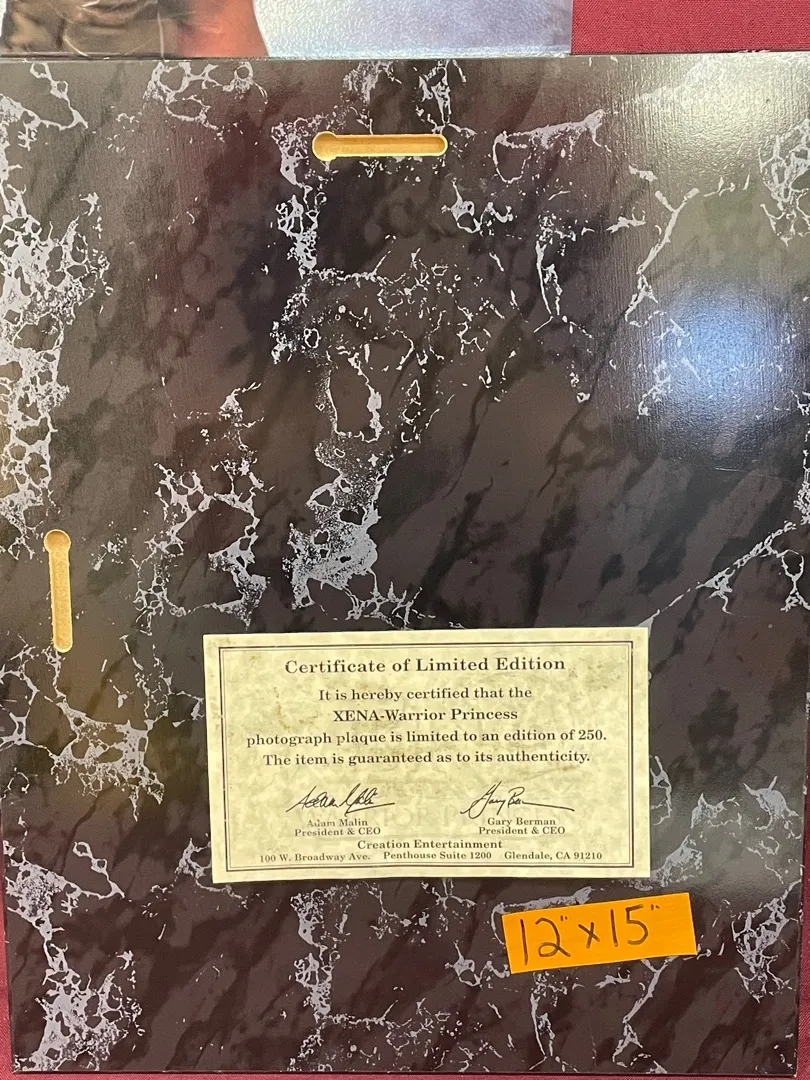 Certificate of Limited Edition
It is hereby certified that the
XENA-Warrior Princess
photograph plaque is limited to an edition of 250.
The item is guaranteed as to its authenticity.
Adam Malin Gary Berman
President & CEO President & CEO
Creation Entertainment
100 W. Broadway Ave. Penthouse Suite 1200 Glendale, CA 91210
12" x 15"